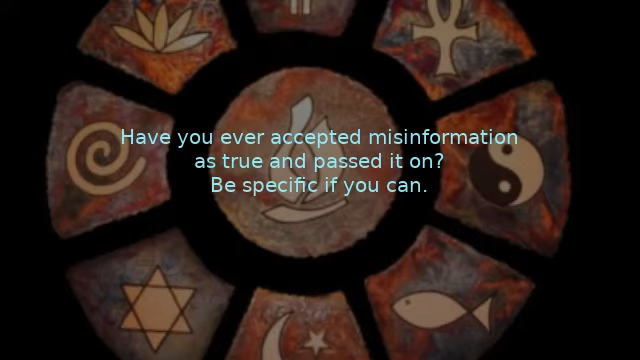 Have you ever accepted misinformation
as true and passed it on?
Be specific if you can.